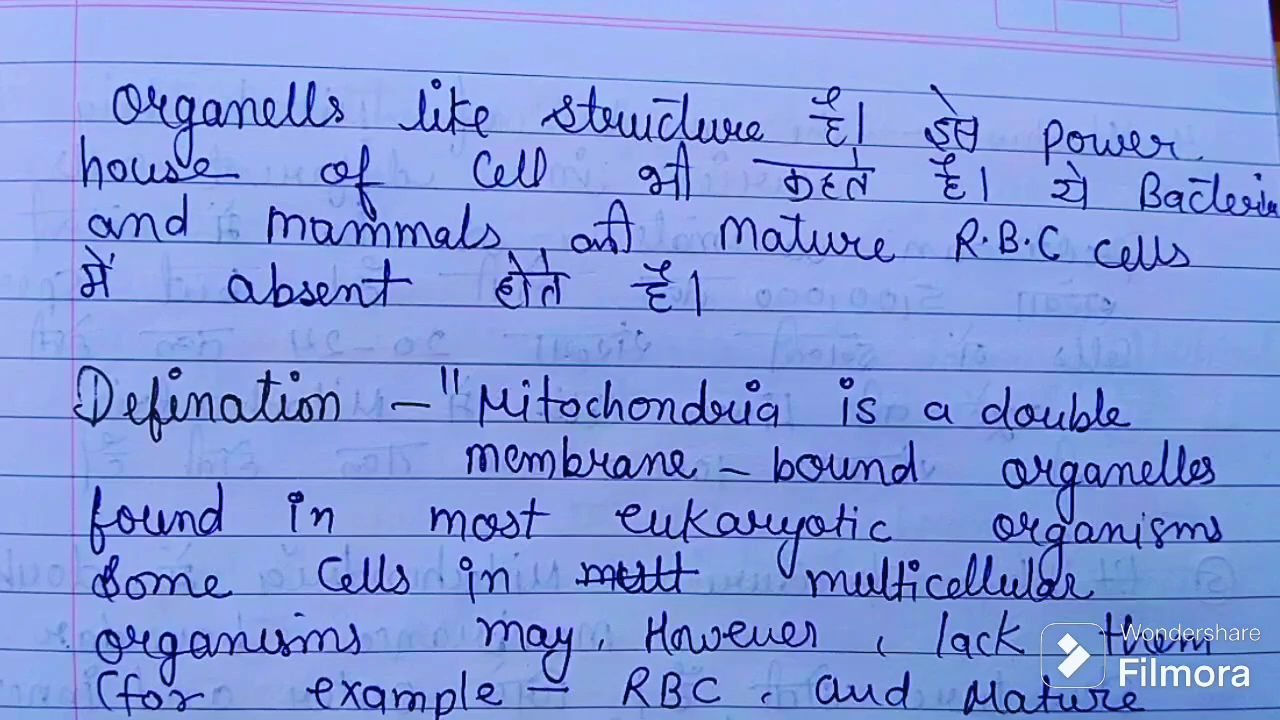 organells like structure है। इसे power
house of cell भी कहते है। ये Bacteria
and mammals की mature R.B.C cells
में absent होते है।
Defination - "Mitochondria is a double
membrane - bound organelles
found in most eukaryotic organisms
Some cells in multicellular
organisms may, However, lack them
(for example - RBC, and Mature
Wondershare
Filmora